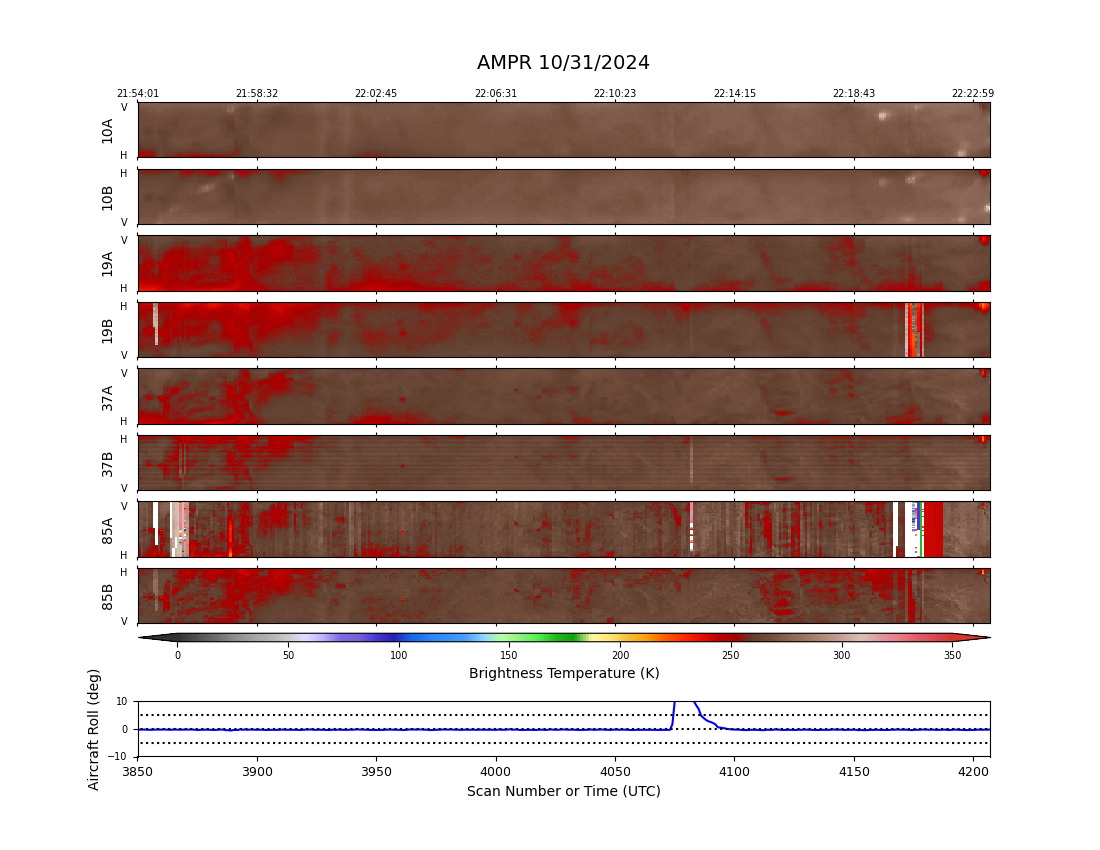 AMPR 10/31/2024
21:54:01 21:58:32 22:02:45 22:06:31 22:10:23 22:14:15 22:18:43 22:22:59
V
10A
H
H
10B
V
V
19A
H
H
19B
V
V
37A
H
H
37B
V
V
85A
H
H
85B
V
0 50 100 150 200 250 300 350
Brightness Temperature (K)
Aircraft Roll (deg)
10
0
−10
3850 3900 3950 4000 4050 4100 4150 4200
Scan Number or Time (UTC)